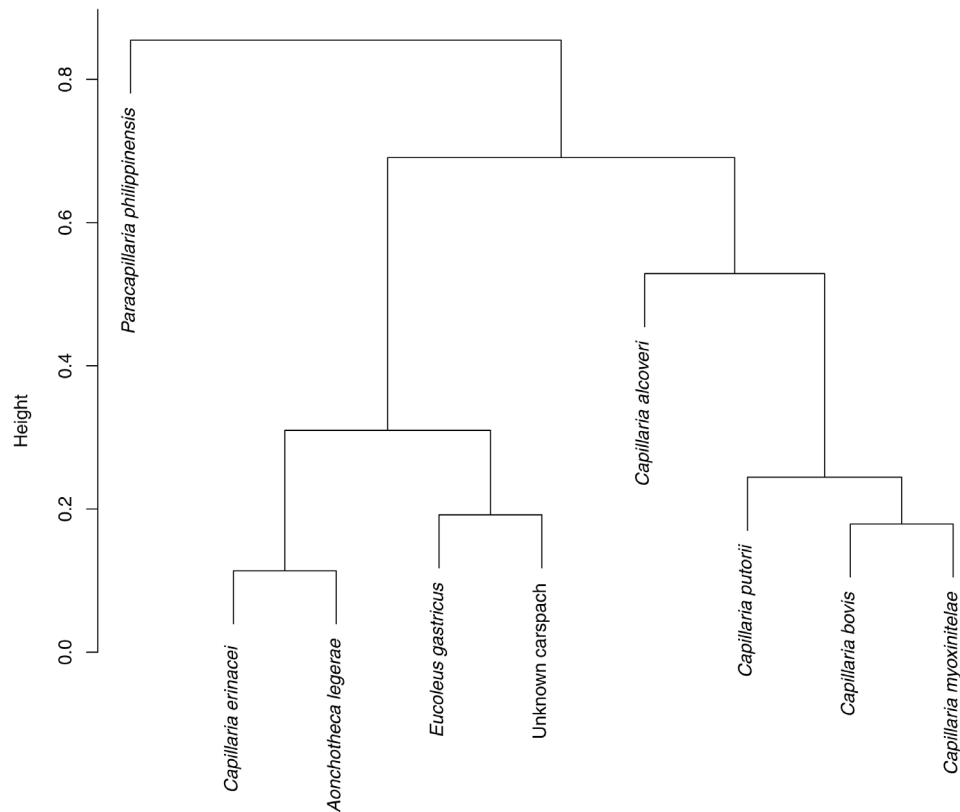 Height
0.8
0.6
0.4
0.2
0.0
Paracapillaria philippinensis
Capillaria erinacei
Aonchotheca legerae
Eucoleus gastricus
Unknown carspach
Capillaria alcoveri
Capillaria putorii
Capillaria bovis
Capillaria myoxinitelae